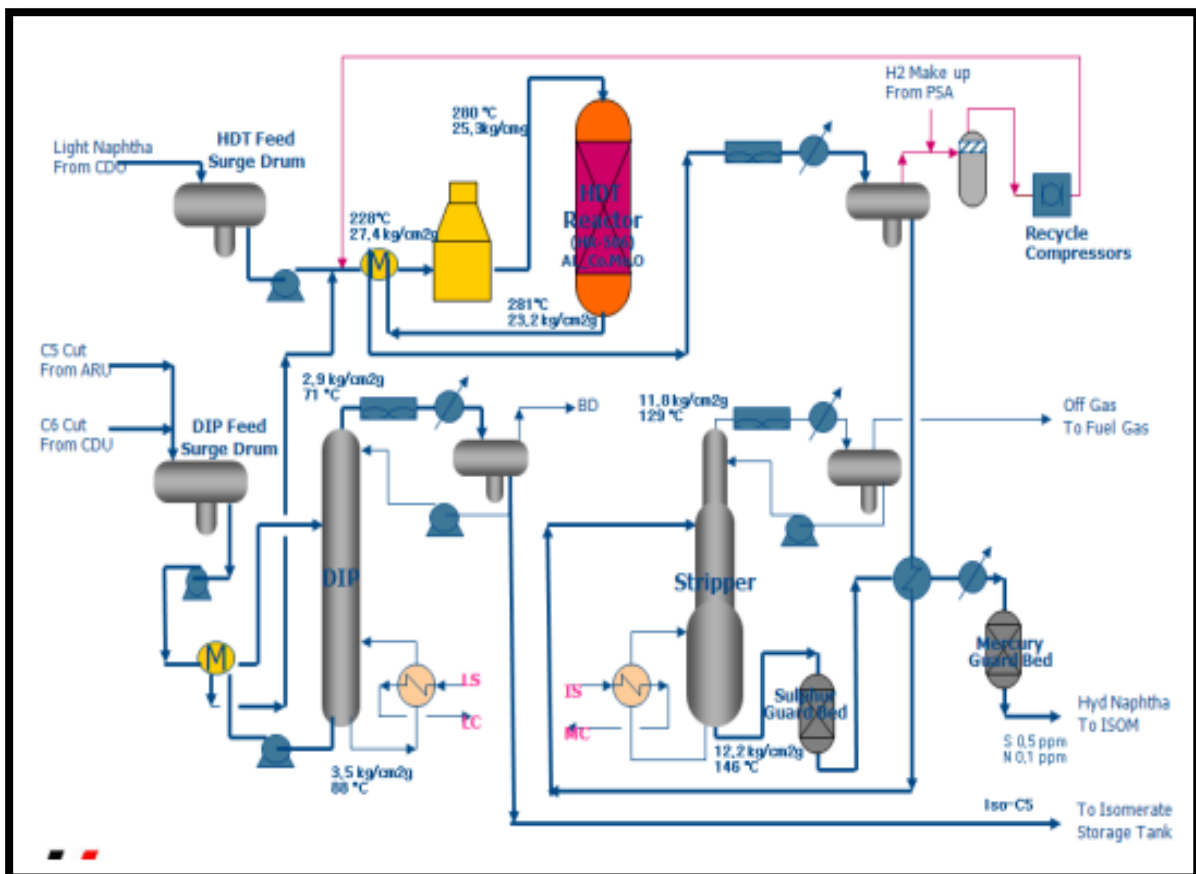 H2 Make up
From PSA
280 °C
25,3kg/cmg
HDT Feed
Surge Drum
Light Naphtha
From CDU
HDT
Reactor
228°C
27,4 kg/cm2g
M
Recycle
Compressors
281°C
23,2 kg/cm2g
C5 Cut
From ARU
2,9 kg/cm2g
71 °C
BD
11,8 kg/cm2g
129 °C
Off Gas
To Fuel Gas
C6 Cut
From CDU
DIP Feed
Surge Drum
DIP
Stripper
M
Mercury
Guard Bed
LS
LC
IS
MC
Sulphur
Guard Bed
Hyd Naphtha
To ISOM
S 0,5 ppm
N 0,1 ppm
12,2 kg/cm2g
146 °C
3,5 kg/cm2g
88 °C
Iso-C5
To Isomerate
Storage Tank